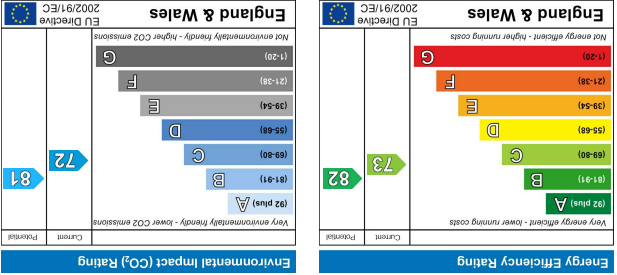 Energy Efficiency Rating
Current
Potential
Very energy efficient - lower running costs
(92 plus) A
(81-91) B
(69-80) C
(55-68) D
(39-54) E
(21-38) F
(1-20) G
73
82
Not energy efficient - higher running costs
England & Wales
EU Directive
2002/91/EC
Environmental Impact (CO₂) Rating
Current
Potential
Very environmentally friendly - lower CO2 emissions
(92 plus) A
(81-91) B
(69-80) C
(55-68) D
(39-54) E
(21-38) F
(1-20) G
72
81
Not environmentally friendly - higher CO2 emissions
England & Wales
EU Directive
2002/91/EC